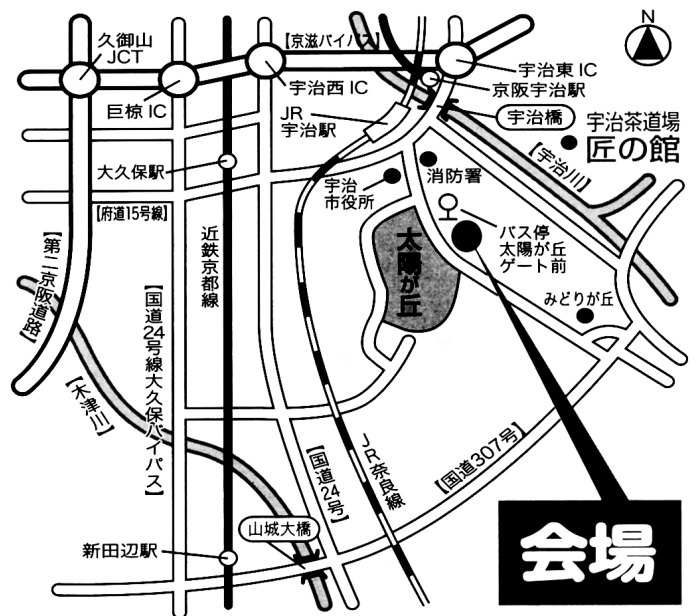 N
久御山
JCT
【京滋バイパス】
宇治東IC
巨椋IC
宇治西IC
京阪宇治駅
JR
宇治駅
宇治橋
宇治茶道場
匠の館
【宇治川】
大久保駅
宇治
市役所
消防署
【府道15号線】
バス停
太陽が丘
ゲート前
太陽が丘
みどりが丘
【第二京阪道路】
近鉄京都線
【国道24号線大久保バイパス】
【木津川】
【国道24号】
JR奈良線
【国道307号】
山城大橋
新田辺駅
会場